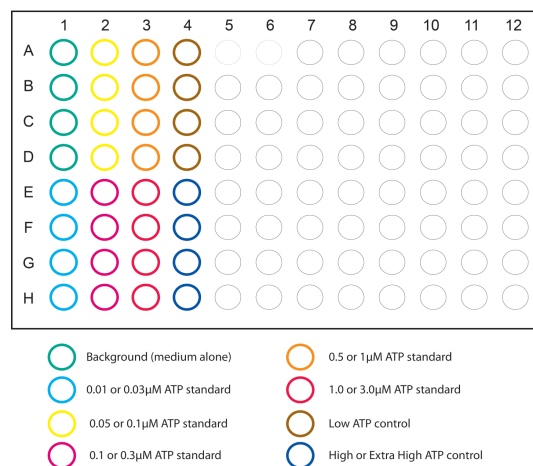 1 2 3 4 5 6 7 8 9 10 11 12
A
B
C
D
E
F
G
H
Background (medium alone)
0.01 or 0.03µM ATP standard
0.05 or 0.1µM ATP standard
0.1 or 0.3µM ATP standard
0.5 or 1µM ATP standard
1.0 or 3.0µM ATP standard
Low ATP control
High or Extra High ATP control